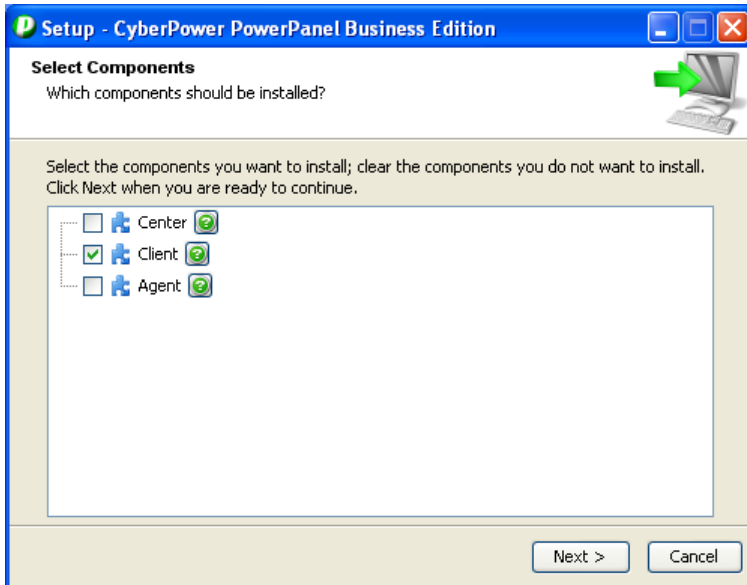 Setup - CyberPower PowerPanel Business Edition
Select Components
Which components should be installed?
Select the components you want to install; clear the components you do not want to install.
Click Next when you are ready to continue.
Center
Client
Agent
Next >
Cancel